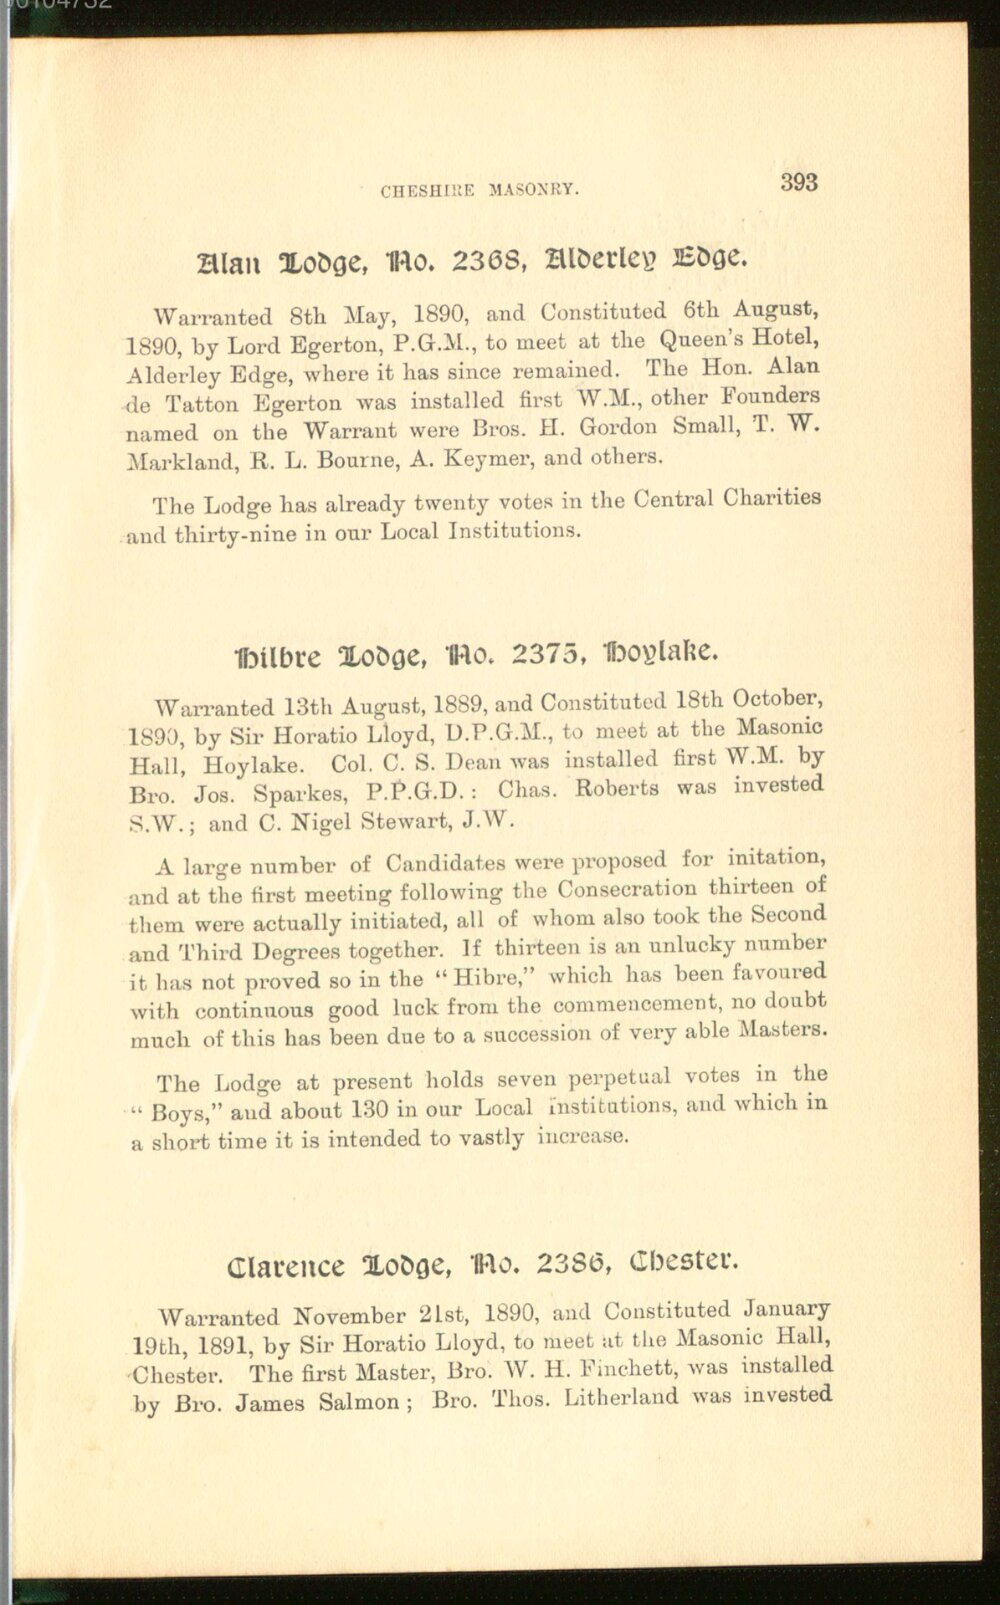 00104732
CHESHIRE MASONRY. 393
Alan Lodge, No. 2368, Alderley Edge.
Warranted 8th May, 1890, and Constituted 6th August,
1890, by Lord Egerton, P.G.M., to meet at the Queen's Hotel,
Alderley Edge, where it has since remained. The Hon. Alan
de Tatton Egerton was installed first W.M., other Founders
named on the Warrant were Bros. H. Gordon Small, T. W.
Markland, R. L. Bourne, A. Keymer, and others.
The Lodge has already twenty votes in the Central Charities
and thirty-nine in our Local Institutions.
Hilbre Lodge, No. 2375, Hoylake.
Warranted 13th August, 1889, and Constituted 18th October,
1890, by Sir Horatio Lloyd, D.P.G.M., to meet at the Masonic
Hall, Hoylake. Col. C. S. Dean was installed first W.M. by
Bro. Jos. Sparkes, P.P.G.D.: Chas. Roberts was invested
S.W.; and C. Nigel Stewart, J.W.
A large number of Candidates were proposed for initation,
and at the first meeting following the Consecration thirteen of
them were actually initiated, all of whom also took the Second
and Third Degrees together. If thirteen is an unlucky number
it has not proved so in the "Hibre," which has been favoured
with continuous good luck from the commencement, no doubt
much of this has been due to a succession of very able Masters.
The Lodge at present holds seven perpetual votes in the
"Boys," and about 130 in our Local institutions, and which in
a short time it is intended to vastly increase.
Clarence Lodge, No. 2386, Chester.
Warranted November 21st, 1890, and Constituted January
19th, 1891, by Sir Horatio Lloyd, to meet at the Masonic Hall,
Chester. The first Master, Bro. W. H. Finchett, was installed
by Bro. James Salmon; Bro. Thos. Litherland was invested